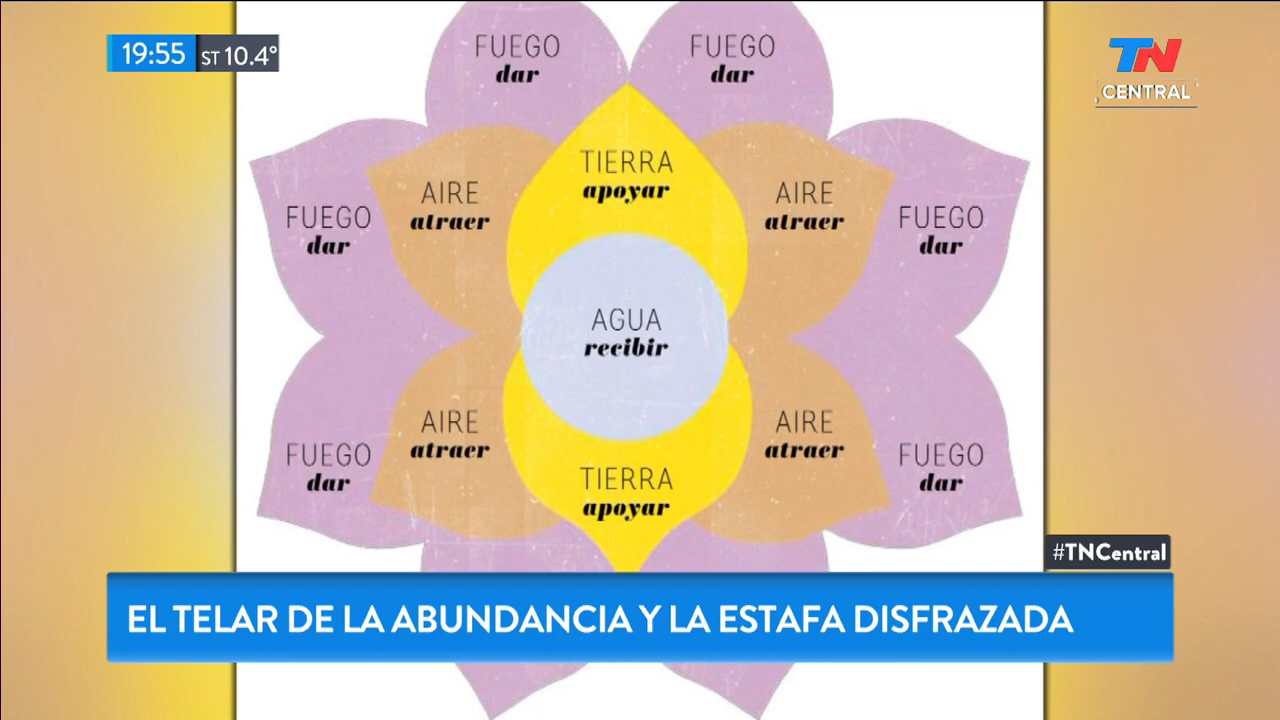 19:55 ST 10.4°
TN
CENTRAL
FUEGO
dar
FUEGO
dar
TIERRA
apoyar
AIRE
atraer
AIRE
atraer
FUEGO
dar
FUEGO
dar
AGUA
recibir
AIRE
atraer
AIRE
atraer
FUEGO
dar
FUEGO
dar
TIERRA
apoyar
#TNCentral
EL TELAR DE LA ABUNDANCIA Y LA ESTAFA DISFRAZADA